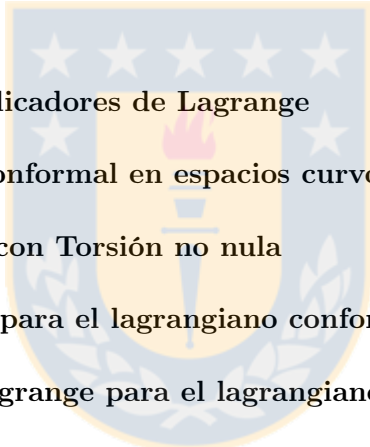 licadores de Lagrange
onformal en espacios curvo
con Torsión no nula
para el lagrangiano confor
grange para el lagrangiano